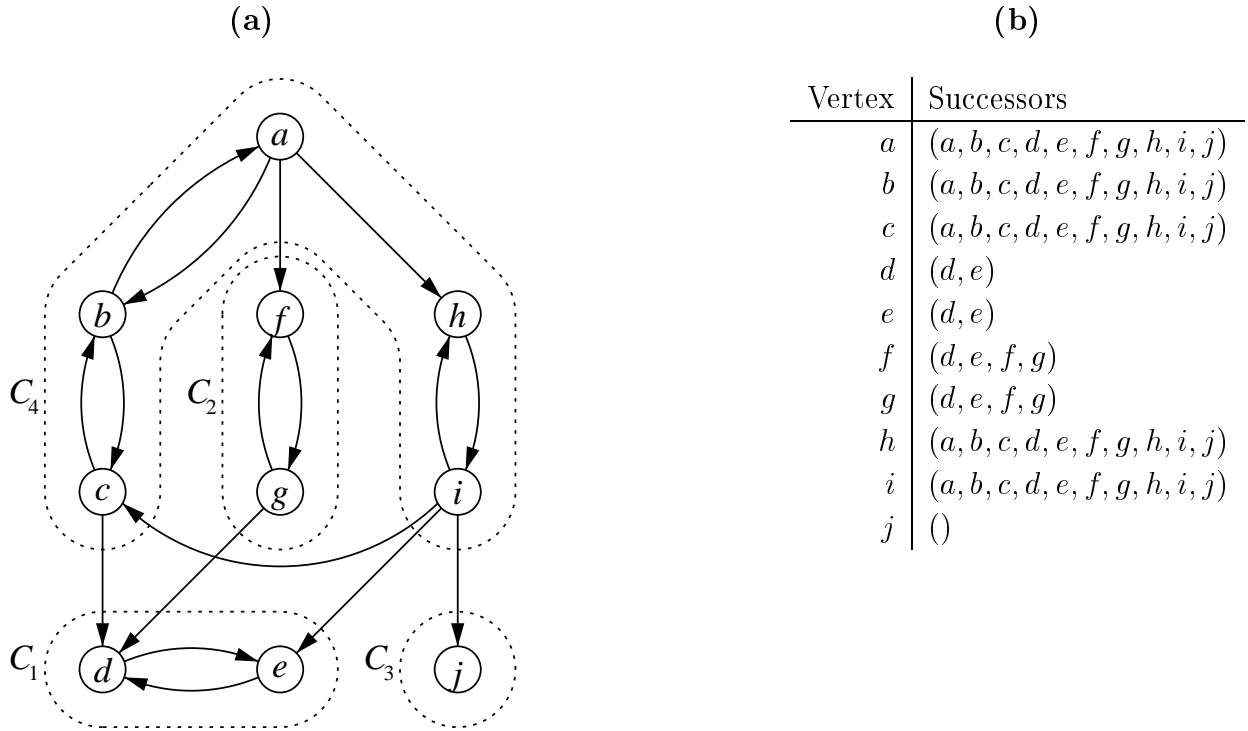 (a)
(b)
a
b
f
h
C4
C2
c
g
i
C1
d
e
C3
j
Vertex Successors
a (a, b, c, d, e, f, g, h, i, j)
b (a, b, c, d, e, f, g, h, i, j)
c (a, b, c, d, e, f, g, h, i, j)
d (d, e)
e (d, e)
f (d, e, f, g)
g (d, e, f, g)
h (a, b, c, d, e, f, g, h, i, j)
i (a, b, c, d, e, f, g, h, i, j)
j ()